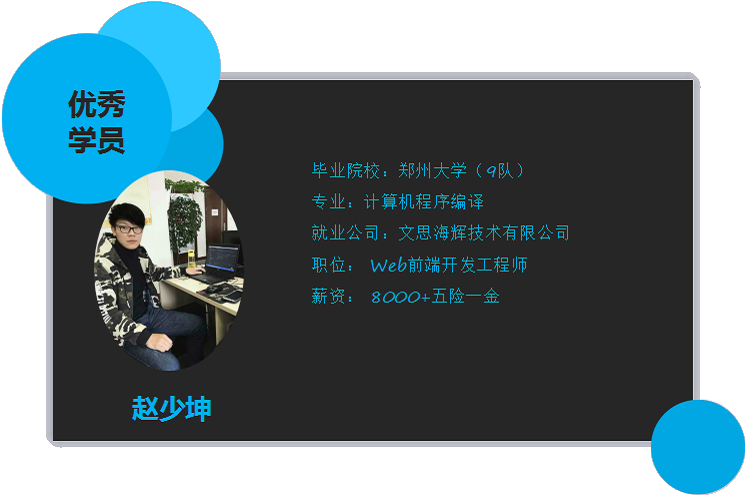 优秀
学员
毕业院校：郑州大学（9队）
专业：计算机程序编译
就业公司：文思海辉技术有限公司
职位： Web前端开发工程师
薪资： 8000+五险一金
赵少坤